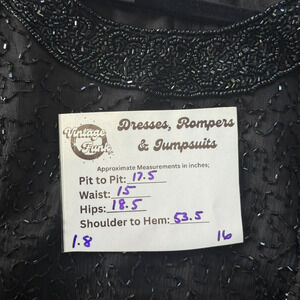 Vintage Funk
Dresses, Rompers
& Jumpsuits
Approximate Measurements in inches;
Pit to Pit: 17.5
Waist: 15
Hips: 18.5
Shoulder to Hem: 53.5
1.8 16